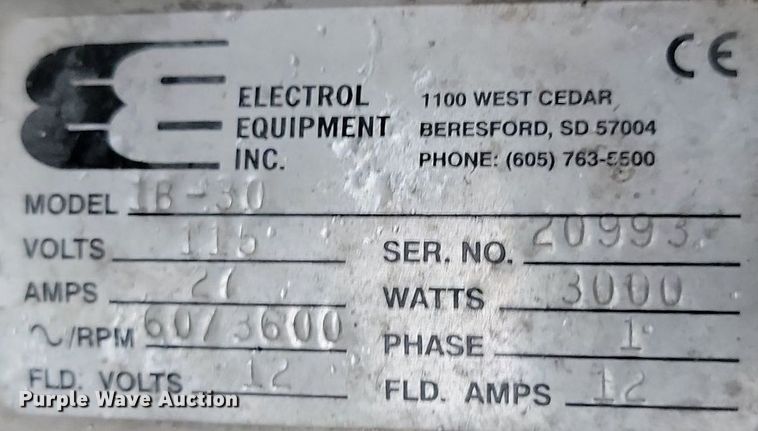 CE
ELECTROL
EQUIPMENT
INC.
1100 WEST CEDAR
BERESFORD, SD 57004
PHONE: (605) 763-5500
MODEL IB-30
VOLTS 115
SER. NO. 20993
AMPS 27
WATTS 3000
~/RPM 60/3600
PHASE 1
FLD. VOLTS 12
FLD. AMPS 12
Purple Wave Auction